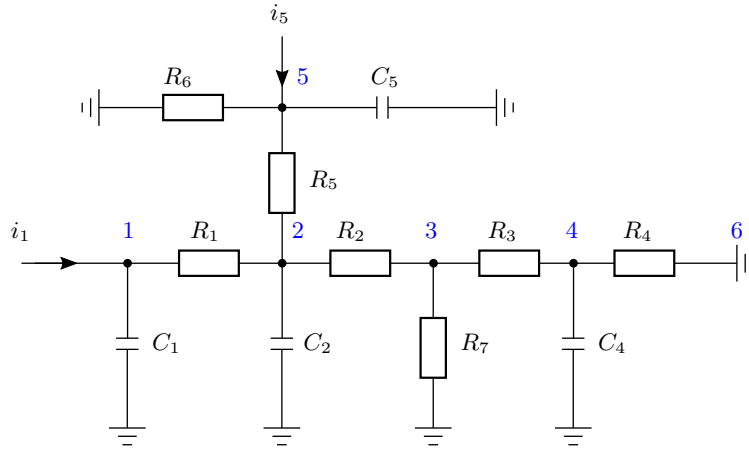 i₅
R₆ 5 C₅
R₅
i₁ 1 R₁ 2 R₂ 3 R₃ 4 R₄ 6
C₁ C₂ R₇ C₄